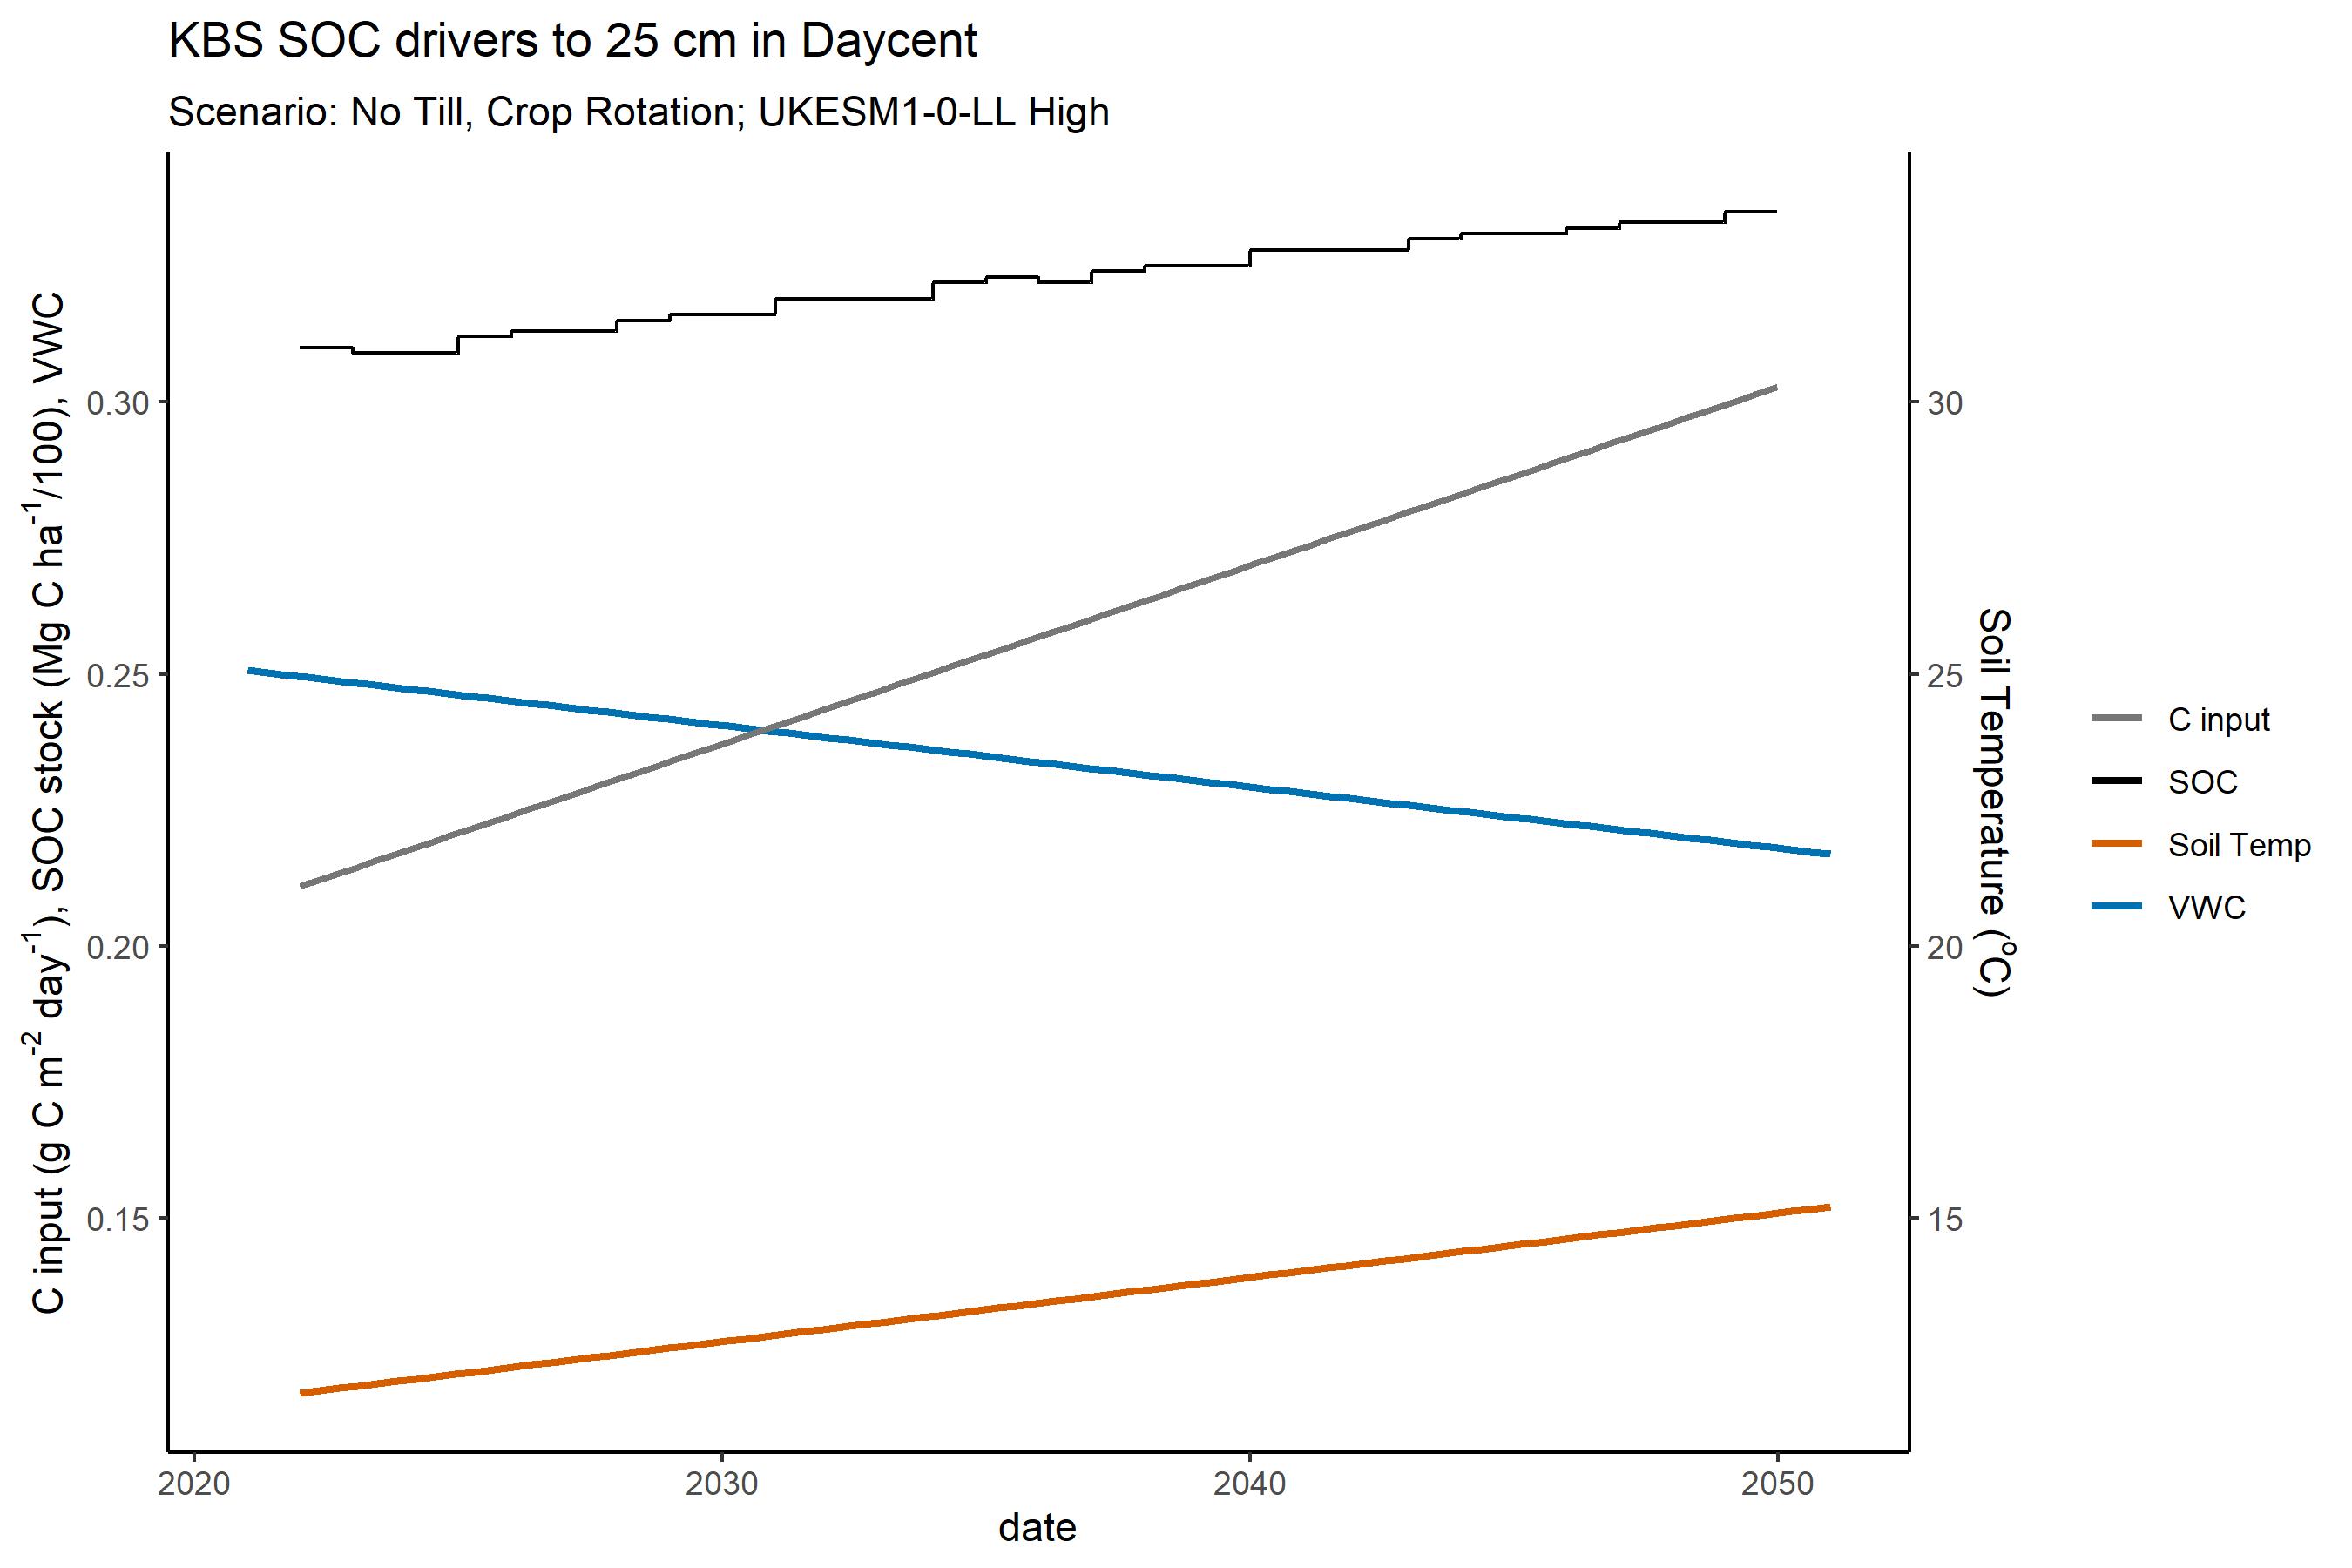 KBS SOC drivers to 25 cm in Daycent
Scenario: No Till, Crop Rotation; UKESM1-0-LL High
C input (g C m⁻² day⁻¹), SOC stock (Mg C ha⁻¹/100), VWC
0.30
0.25
0.20
0.15
30
25
20
15
Soil Temperature (ºC)
C input
SOC
Soil Temp
VWC
2020
2030
2040
2050
date